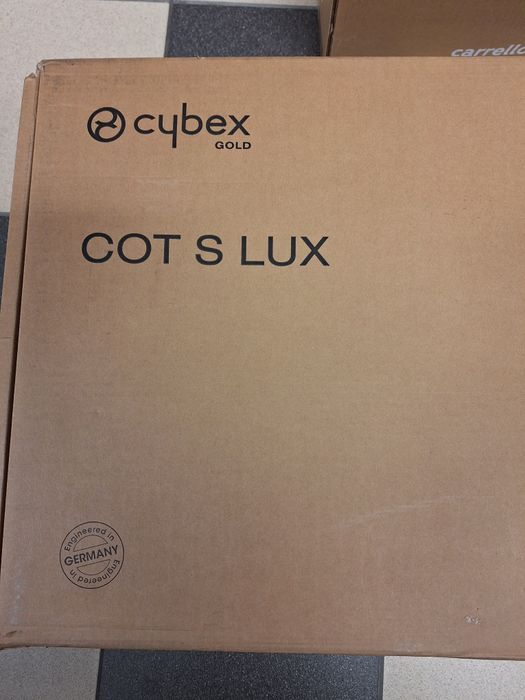 carrello
cybex
GOLD
COT S LUX
Engineered in
GERMANY
Engineered in